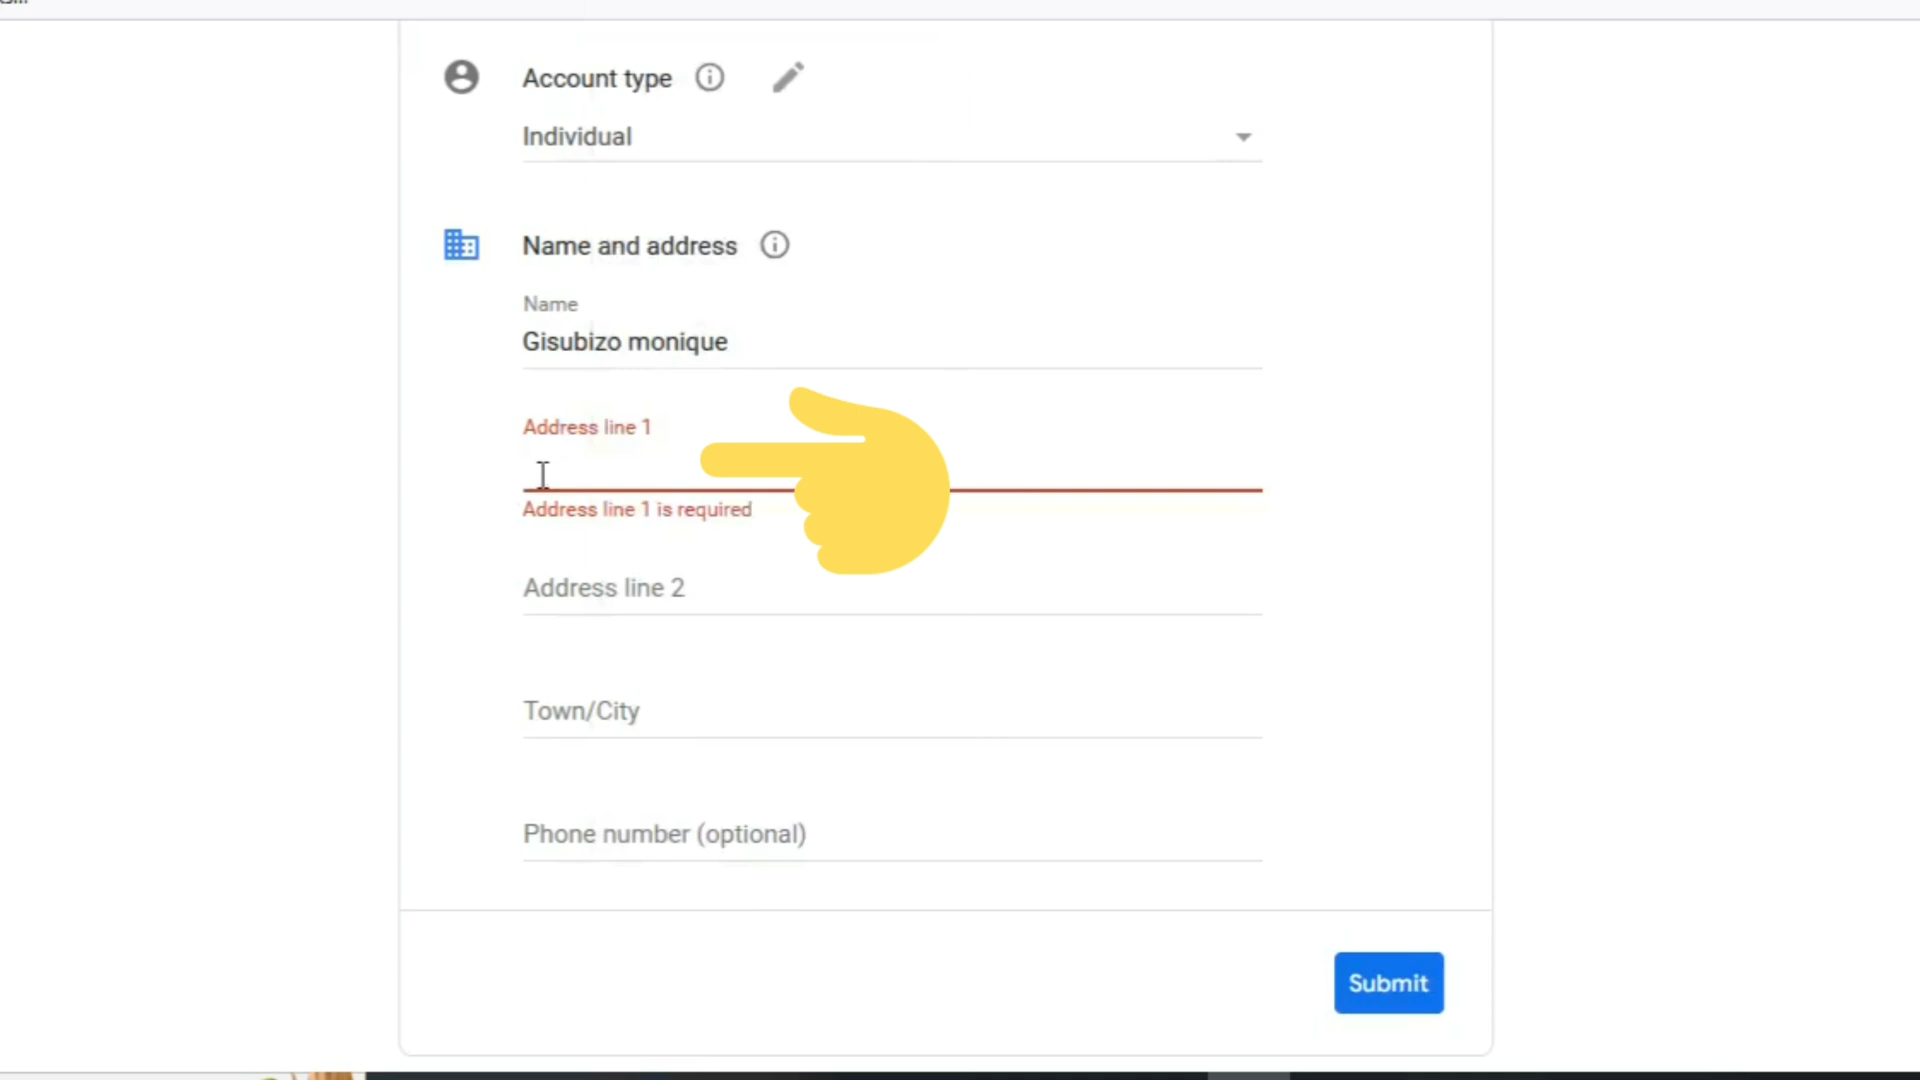 Account type
Individual
Name and address
Name
Gisubizo monique
Address line 1
Address line 1 is required
Address line 2
Town/City
Phone number (optional)
Submit